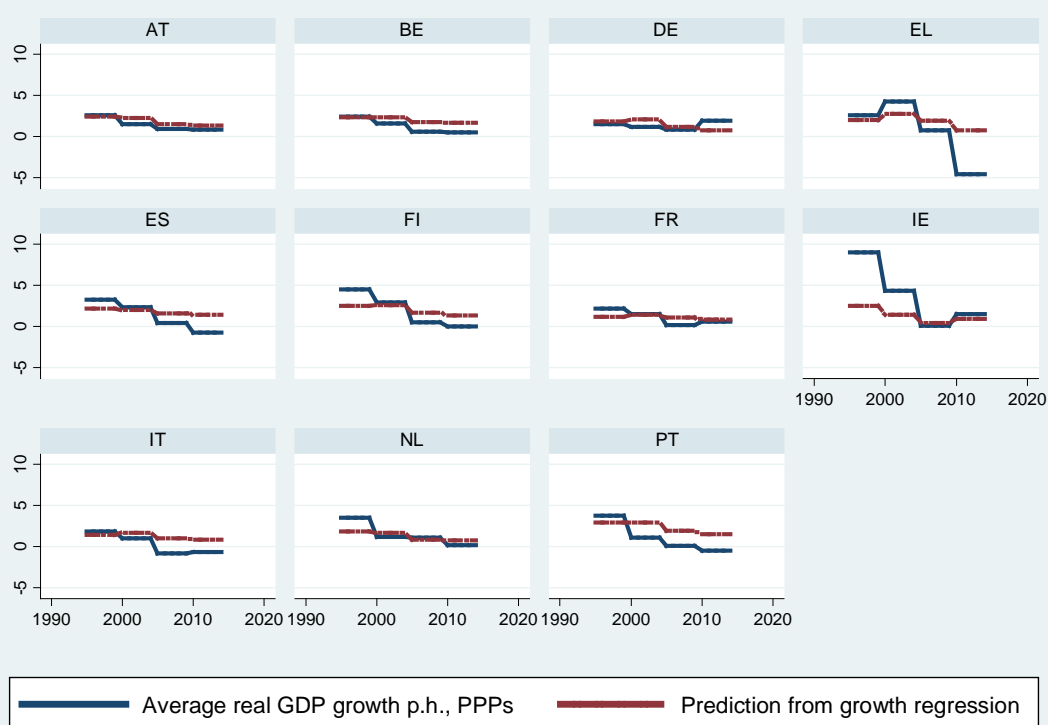 AT BE DE EL
10
5
0
-5
ES FI FR IE
10
5
0
-5
1990 2000 2010 2020
IT NL PT
10
5
0
-5
1990 2000 2010 2020 1990 2000 2010 2020 1990 2000 2010 2020
Average real GDP growth p.h., PPPs Prediction from growth regression